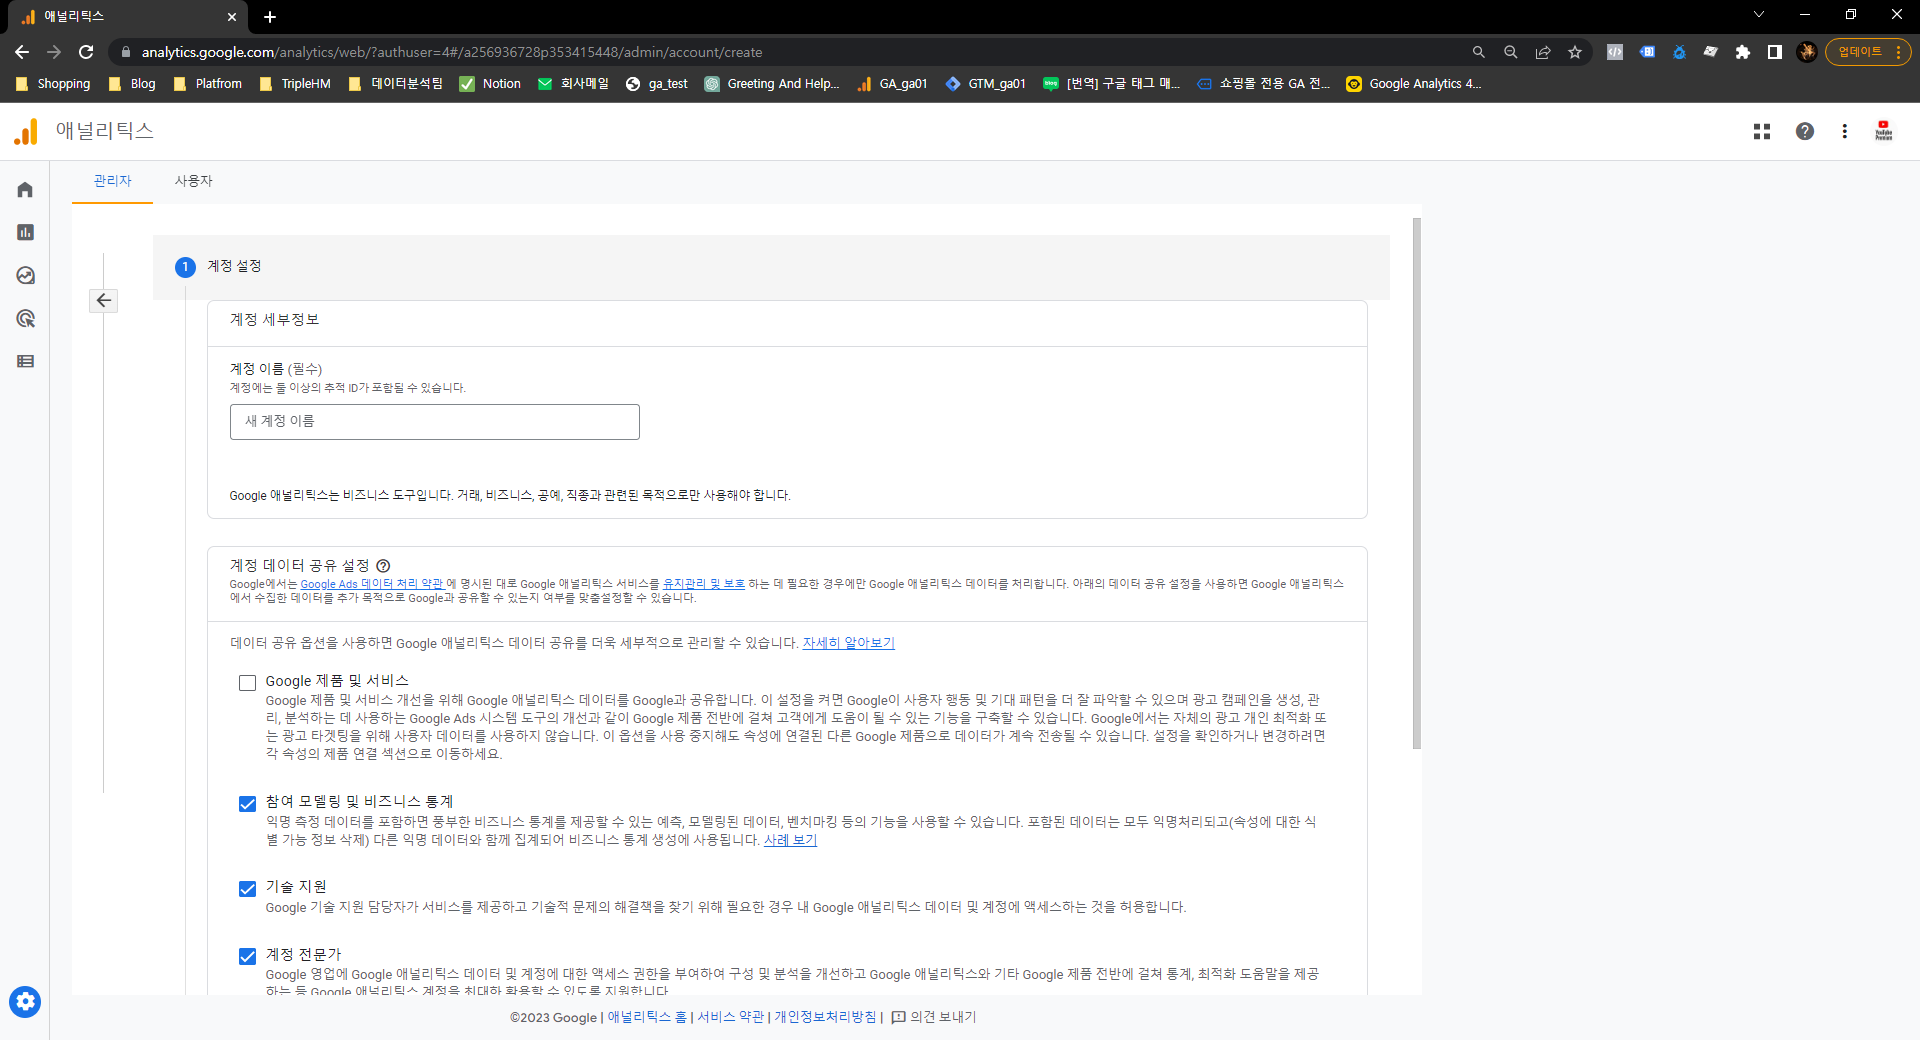 애널리틱스
analytics.google.com/analytics/web/?authuser=4#/a256936728p353415448/admin/account/create
업데이트
Shopping
Blog
Platfrom
TripleHM
데이터분석팀
Notion
회사메일
ga_test
Greeting And Help...
GA_ga01
GTM_ga01
[번역] 구글 태그 매...
쇼핑몰 전용 GA 전...
Google Analytics 4...
애널리틱스
YouTube Premium
관리자
사용자
1 계정 설정
계정 세부정보
계정 이름 (필수)
계정에는 둘 이상의 추적 ID가 포함될 수 있습니다.
새 계정 이름
Google 애널리틱스는 비즈니스 도구입니다. 거래, 비즈니스, 공예, 직종과 관련된 목적으로만 사용해야 합니다.
계정 데이터 공유 설정
Google에서는 Google Ads 데이터 처리 약관 에 명시된 대로 Google 애널리틱스 서비스를 유지관리 및 보호 하는 데 필요한 경우에만 Google 애널리틱스 데이터를 처리합니다. 아래의 데이터 공유 설정을 사용하면 Google 애널리틱스
에서 수집한 데이터를 추가 목적으로 Google과 공유할 수 있는지 여부를 맞춤설정할 수 있습니다.
데이터 공유 옵션을 사용하면 Google 애널리틱스 데이터 공유를 더욱 세부적으로 관리할 수 있습니다. 자세히 알아보기
Google 제품 및 서비스
Google 제품 및 서비스 개선을 위해 Google 애널리틱스 데이터를 Google과 공유합니다. 이 설정을 켜면 Google이 사용자 행동 및 기대 패턴을 더 잘 파악할 수 있으며 광고 캠페인을 생성, 관
리, 분석하는 데 사용하는 Google Ads 시스템 도구의 개선과 같이 Google 제품 전반에 걸쳐 고객에게 도움이 될 수 있는 기능을 구축할 수 있습니다. Google에서는 자체의 광고 개인 최적화 또
는 광고 타겟팅을 위해 사용자 데이터를 사용하지 않습니다. 이 옵션을 사용 중지해도 속성에 연결된 다른 Google 제품으로 데이터가 계속 전송될 수 있습니다. 설정을 확인하거나 변경하려면
각 속성의 제품 연결 섹션으로 이동하세요.
참여 모델링 및 비즈니스 통계
익명 측정 데이터를 포함하면 풍부한 비즈니스 통계를 제공할 수 있는 예측, 모델링된 데이터, 벤치마킹 등의 기능을 사용할 수 있습니다. 포함된 데이터는 모두 익명처리되고(속성에 대한 식
별 가능 정보 삭제) 다른 익명 데이터와 함께 집계되어 비즈니스 통계 생성에 사용됩니다. 사례 보기
기술 지원
Google 기술 지원 담당자가 서비스를 제공하고 기술적 문제의 해결책을 찾기 위해 필요한 경우 내 Google 애널리틱스 데이터 및 계정에 액세스하는 것을 허용합니다.
계정 전문가
Google 영업에 Google 애널리틱스 데이터 및 계정에 대한 액세스 권한을 부여하여 구성 및 분석을 개선하고 Google 애널리틱스와 기타 Google 제품 전반에 걸쳐 통계, 최적화 도움말을 제공
하는 등 Google 애널리틱스 계정을 최대한 활용할 수 있도록 지원합니다.
©2023 Google | 애널리틱스 홈 | 서비스 약관 | 개인정보처리방침 | 의견 보내기